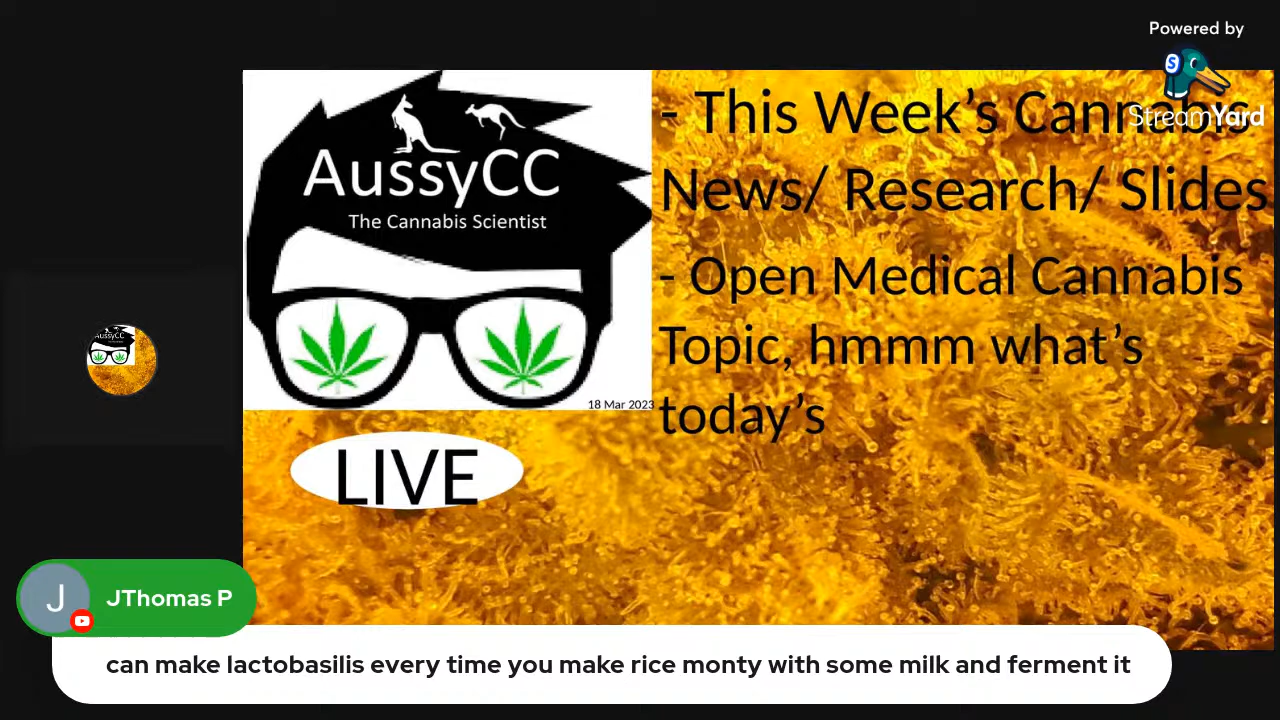 Powered by
StreamYard
AussyCC
The Cannabis Scientist
18 Mar 2023
- This Week’s Cannabis
News/ Research/ Slides
- Open Medical Cannabis
Topic, hmmm what’s
today’s
LIVE
AussyCC
J
JThomas P
can make lactobasilis every time you make rice monty with some milk and ferment it